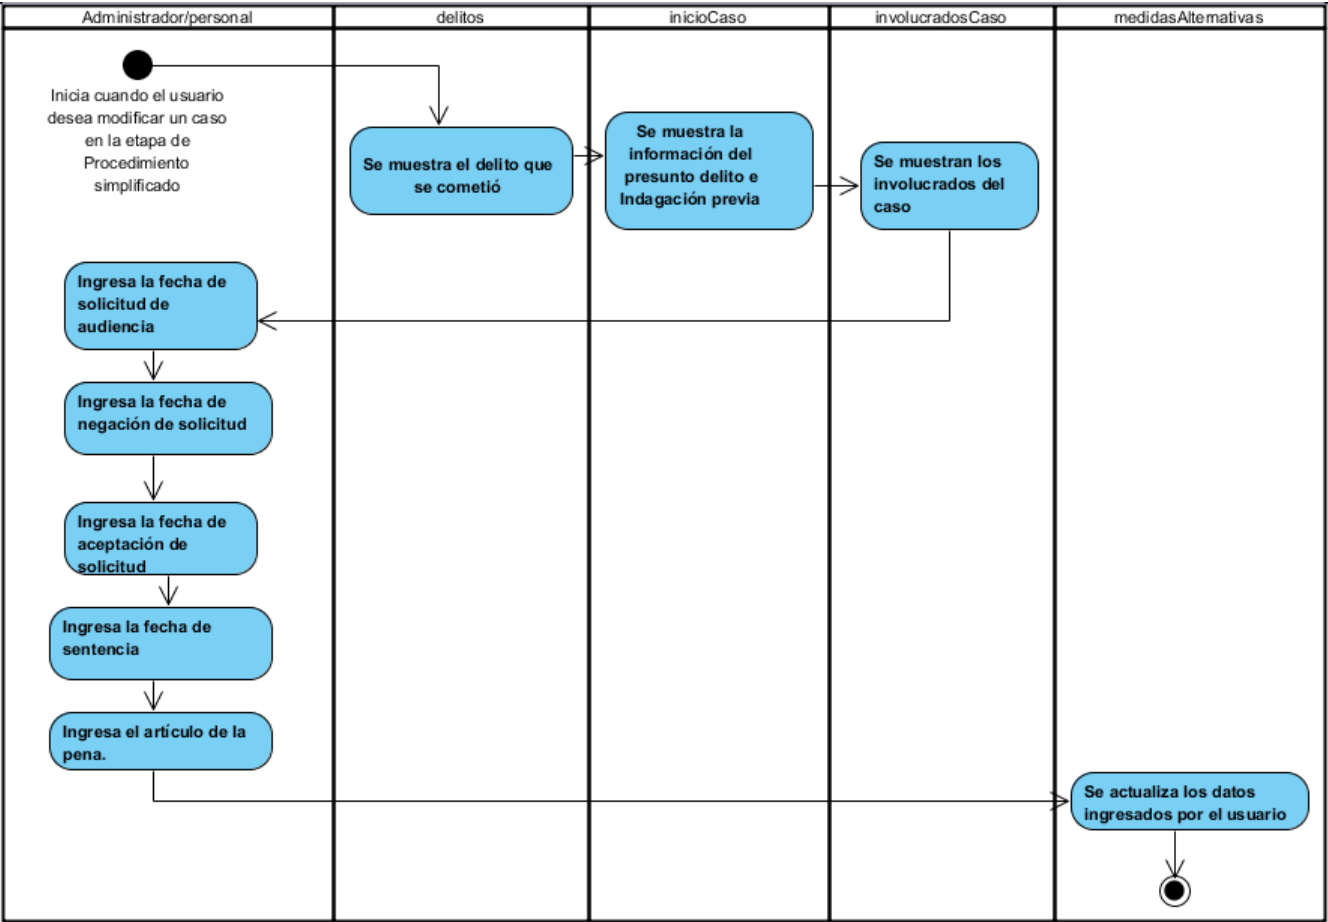 Administrador/personal
delitos
inicioCaso
involucradosCaso
medidasAlternativas
Inicia cuando el usuario
desea modificar un caso
en la etapa de
Procedimiento
simplificado
Se muestra el delito que
se cometió
Se muestra la
información del
presunto delito e
Indagación previa
Se muestran los
involucrados del
caso
Ingresa la fecha de
solicitud de
audiencia
Ingresa la fecha de
negación de solicitud
Ingresa la fecha de
aceptación de
solicitud
Ingresa la fecha de
sentencia
Ingresa el artículo de la
pena.
Se actualiza los datos
ingresados por el usuario